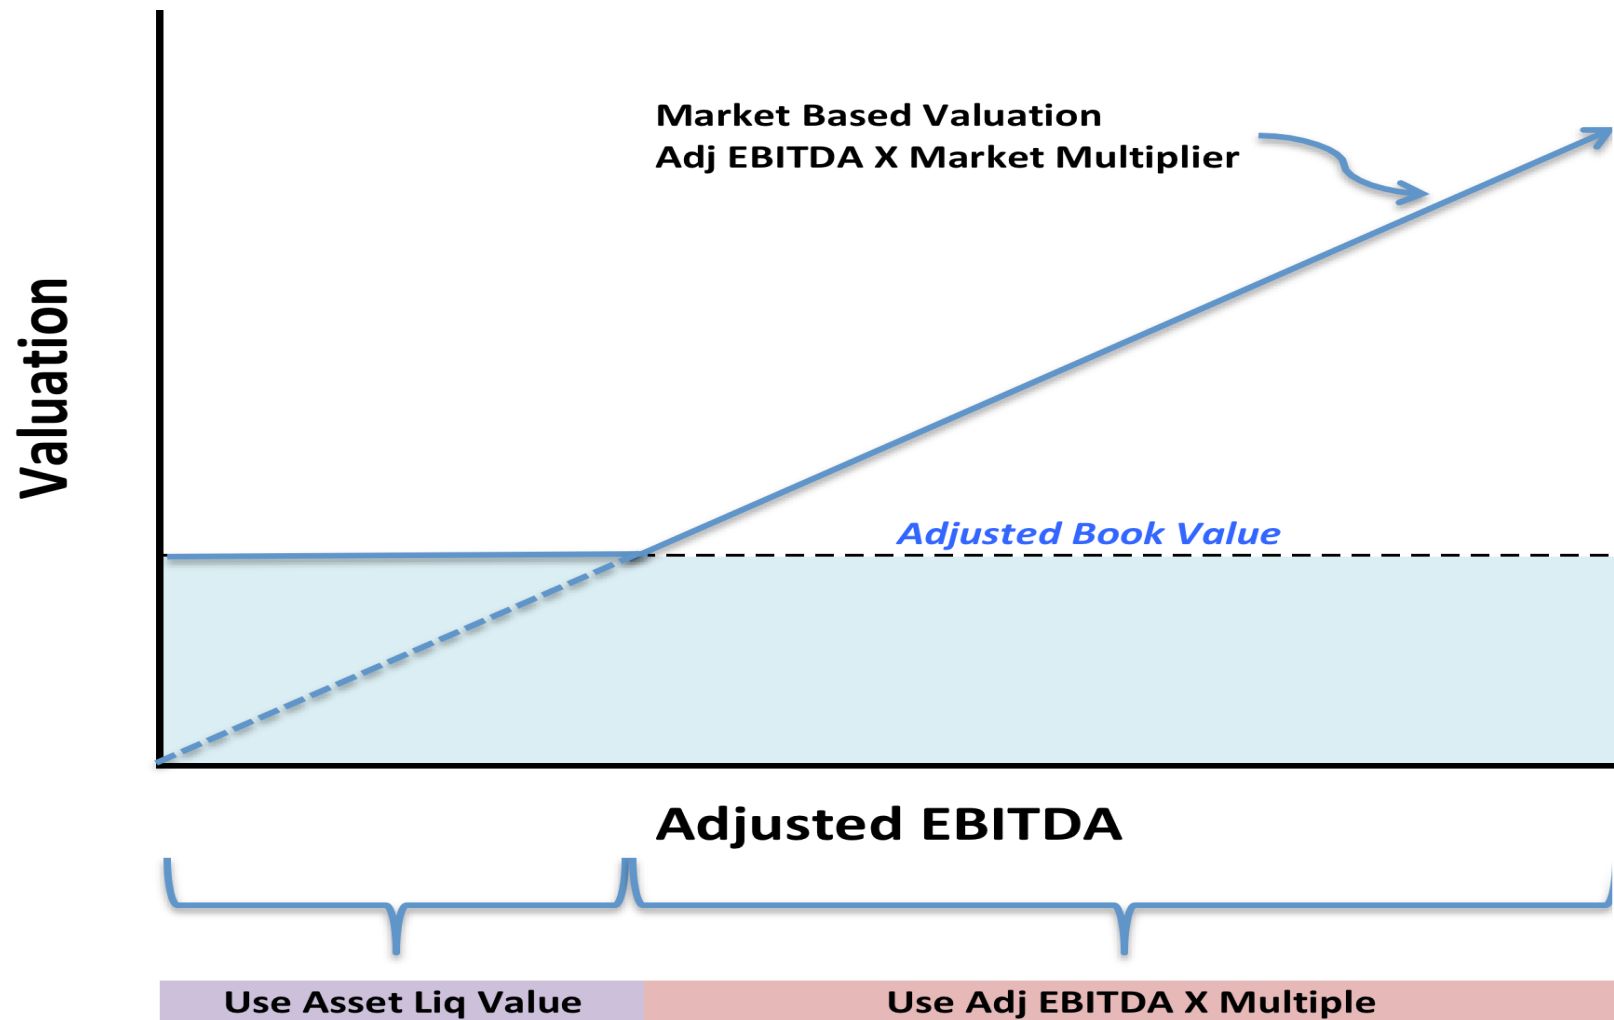 Market Based Valuation
Adj EBITDA X Market Multiplier
Valuation
Adjusted Book Value
Adjusted EBITDA
Use Asset Liq Value
Use Adj EBITDA X Multiple